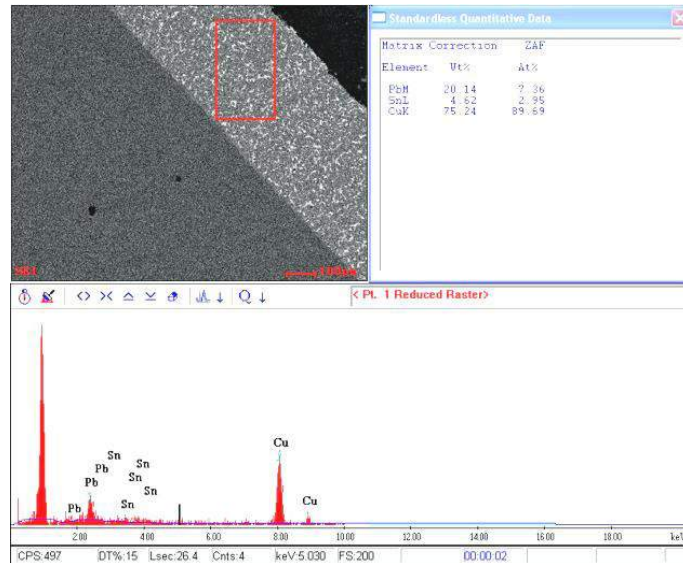 Standardless Quantitative Data
Matrix Correction ZAF
Element Wt% At%
PbM 20.14 7.36
SnL 4.62 2.95
CuK 75.24 89.69
< Pt. 1 Reduced Raster>
Cu
Sn
Sn
Pb
Pb
Sn
Sn
Sn
Pb
Cu
2.00 4.00 6.00 8.00 10.00 12.00 14.00 16.00 18.00 keV
CPS:497 DT%:15 Lsec:26.4 Cnts:4 keV:5.030 FS:200 00:00:02